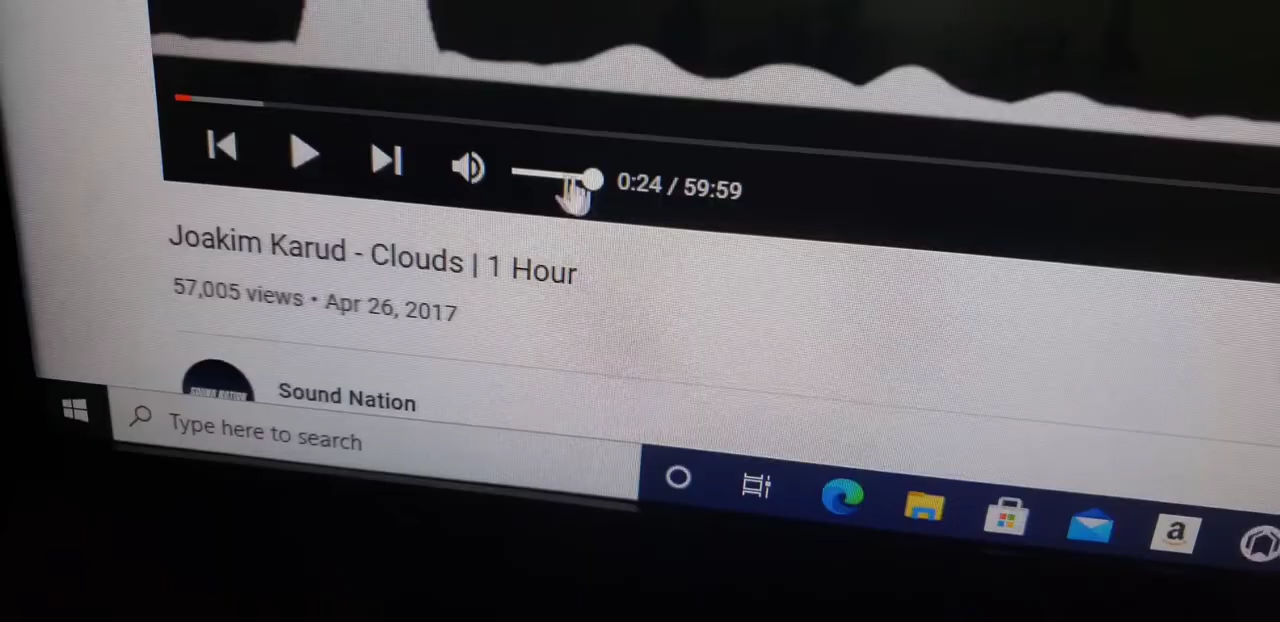 0:24 / 59:59
Joakim Karud - Clouds | 1 Hour
57,005 views • Apr 26, 2017
Sound Nation
Type here to search
a